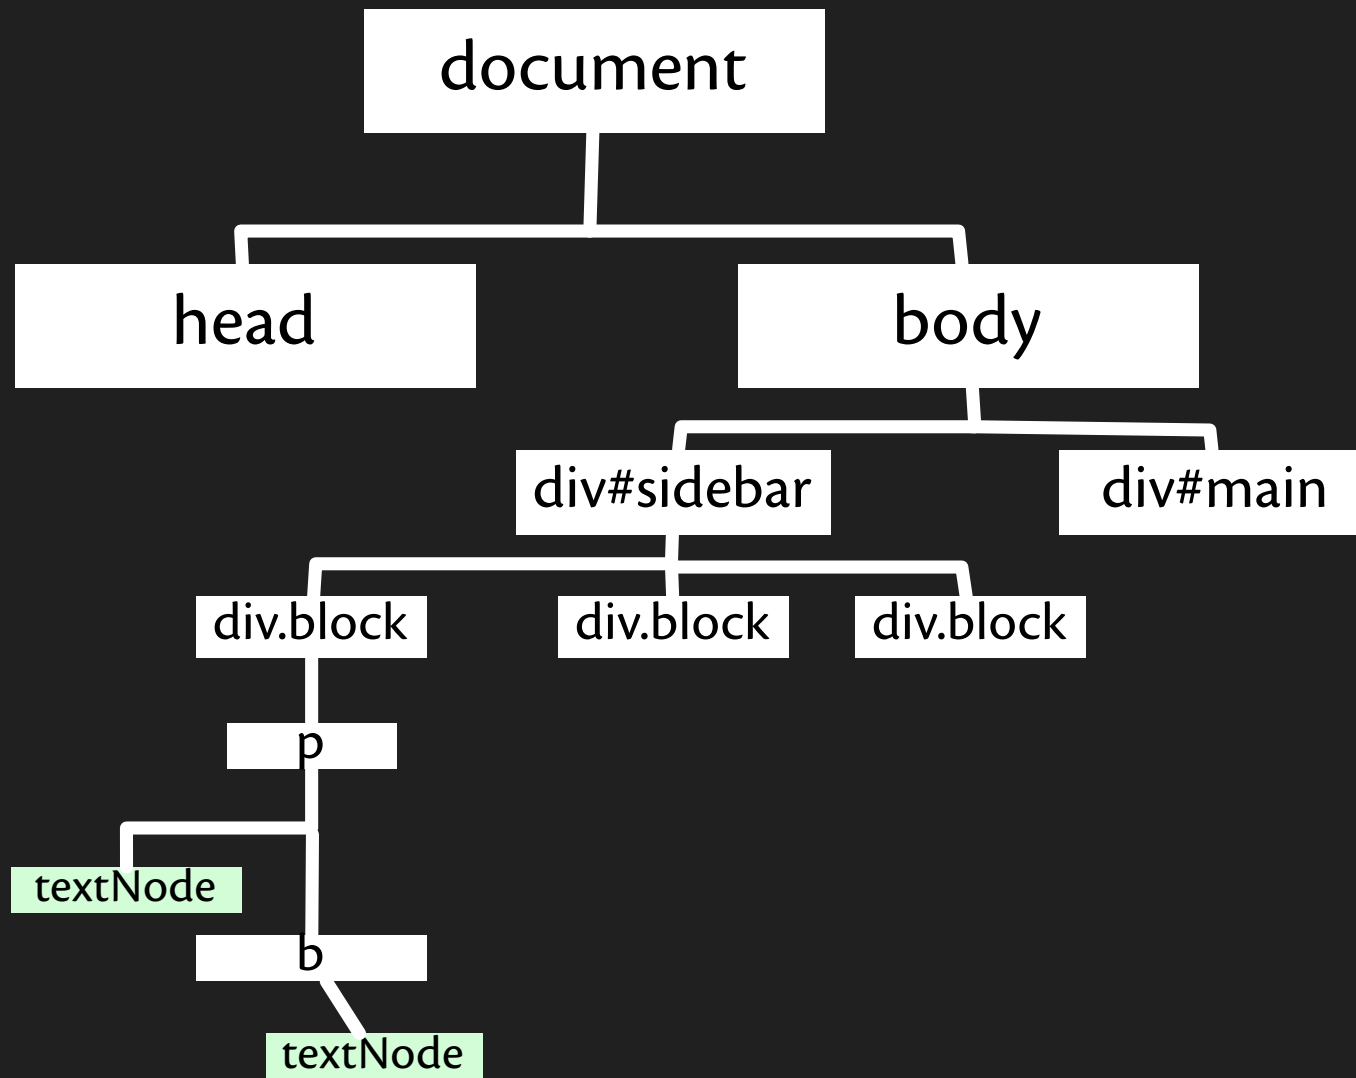 document
head
body
div#sidebar
div#main
div.block
div.block
div.block
p
textNode
b
textNode